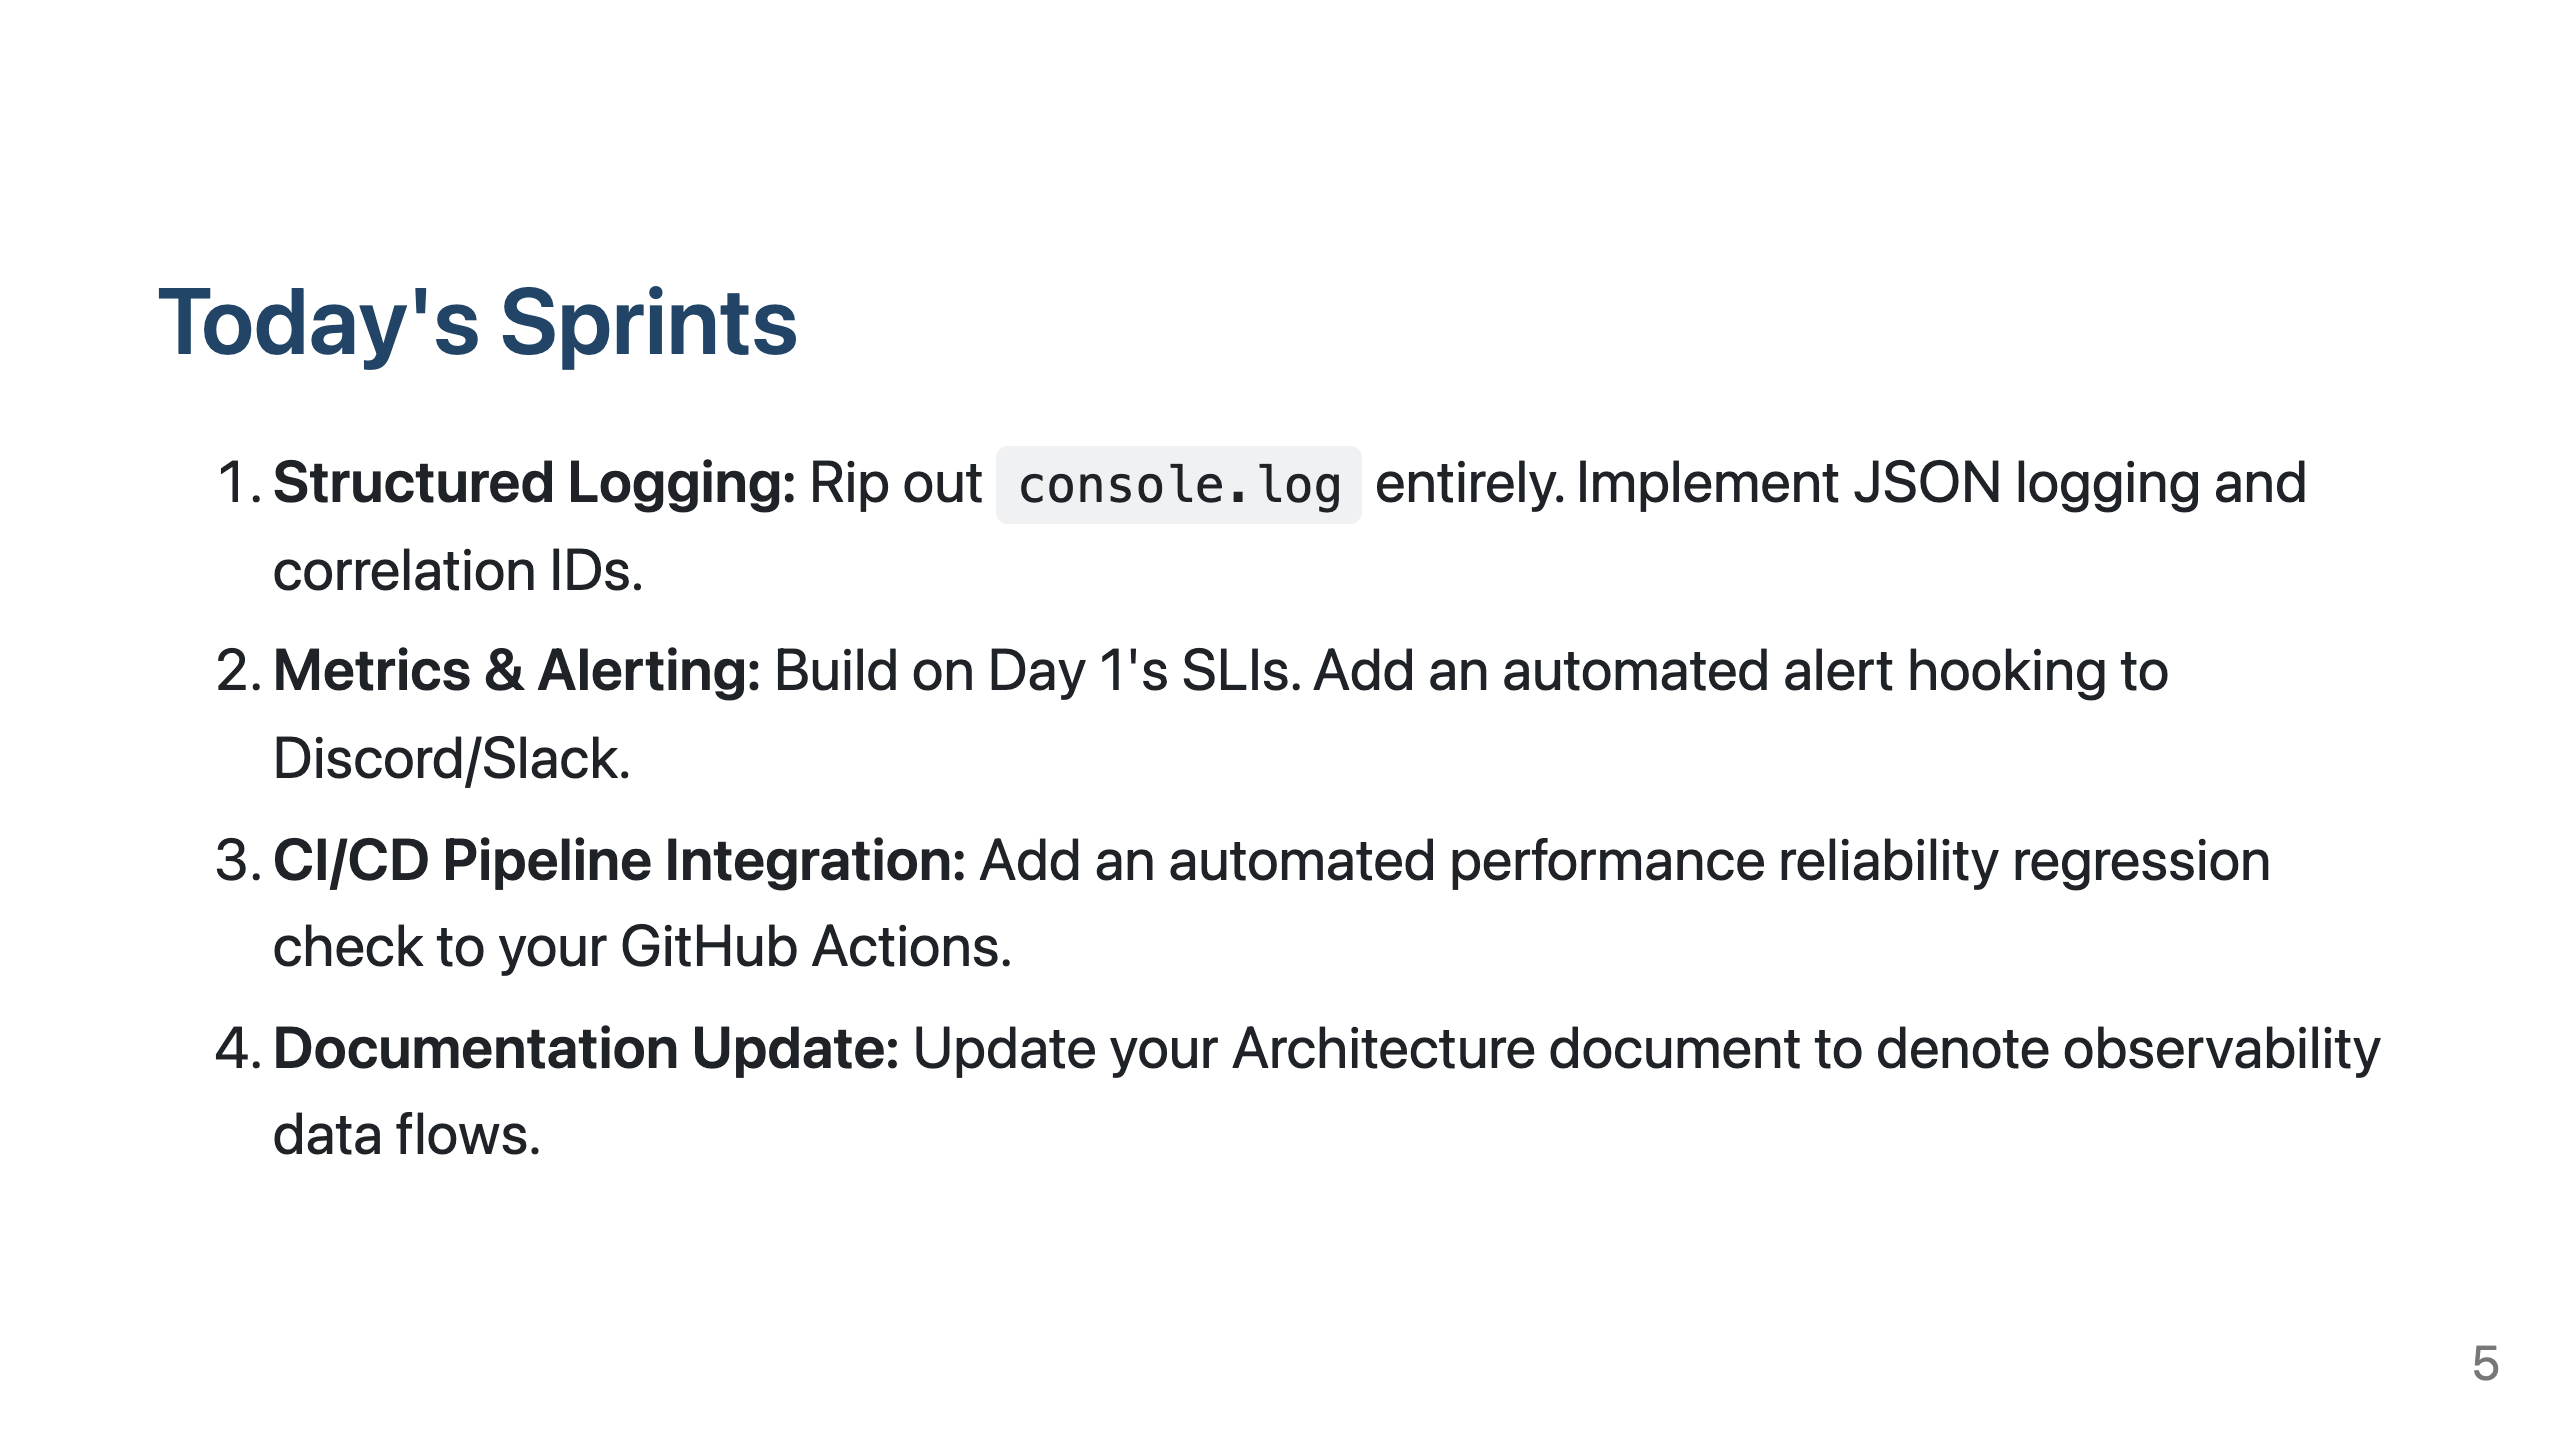 Today's Sprints
1. Structured Logging: Rip out console.log entirely. Implement JSON logging and
correlation IDs.
2. Metrics & Alerting: Build on Day 1's SLIs. Add an automated alert hooking to
Discord/Slack.
3. CI/CD Pipeline Integration: Add an automated performance reliability regression
check to your GitHub Actions.
4. Documentation Update: Update your Architecture document to denote observability
data flows.
5